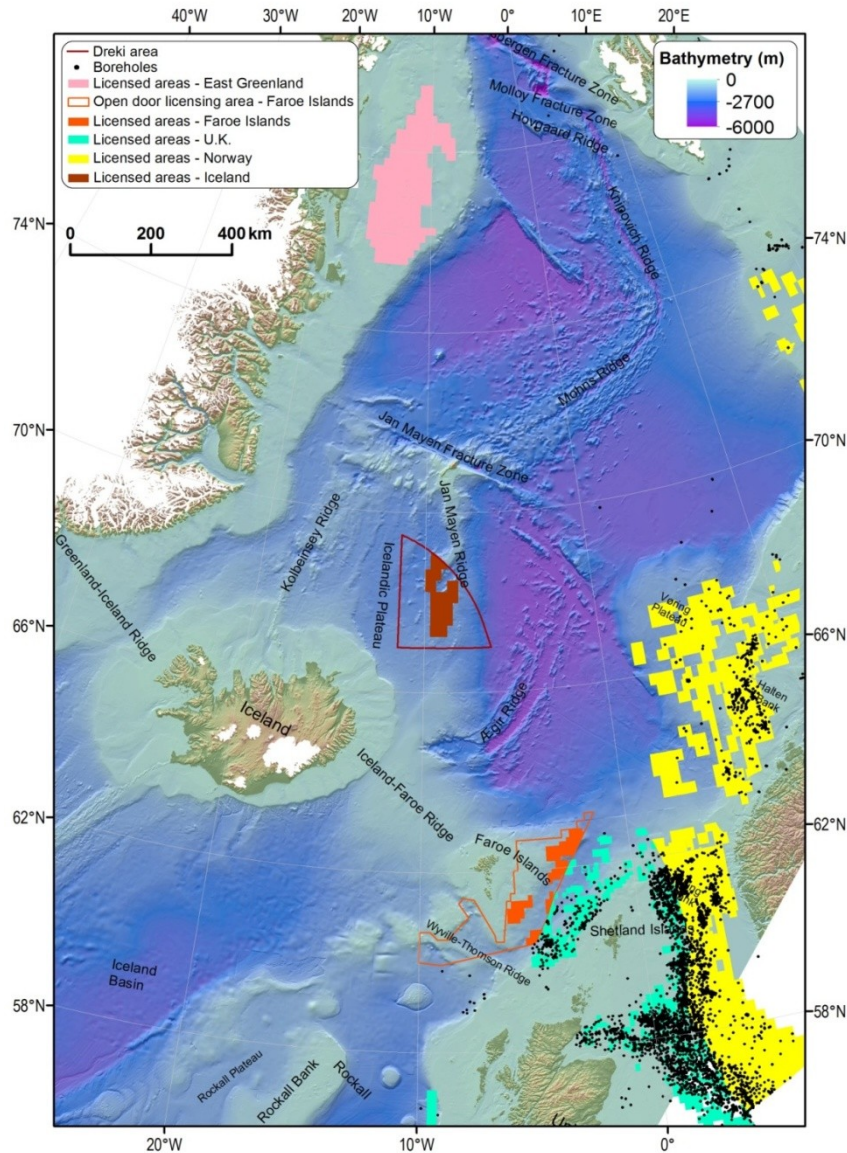 40°W
30°W
20°W
10°W
0°
10°E
20°E
Dreki area
Boreholes
Licensed areas - East Greenland
Open door licensing area - Faroe Islands
Licensed areas - Faroe Islands
Licensed areas - U.K.
Licensed areas - Norway
Licensed areas - Iceland
0 200 400 km
Bathymetry (m)
0
-2700
-6000
Fracture Zone
Molloy Fracture Zone
Hovgaard Ridge
Knipovich Ridge
74°N
74°N
Mohns Ridge
Jan Mayen Fracture Zone
70°N
70°N
Jan Mayen Ridge
Kolbeinsey Ridge
Icelandic Plateau
Greenland-Iceland Ridge
Vøring
Plateau
66°N
66°N
Halten
Bank
Iceland
Ægir Ridge
Iceland-Faroe Ridge
62°N
62°N
Faroe Islands
Wyville-Thomson Ridge
Shetland Islands
Iceland
Basin
58°N
58°N
Rockall Plateau
Rockall Bank
Rockall
20°W
10°W
0°